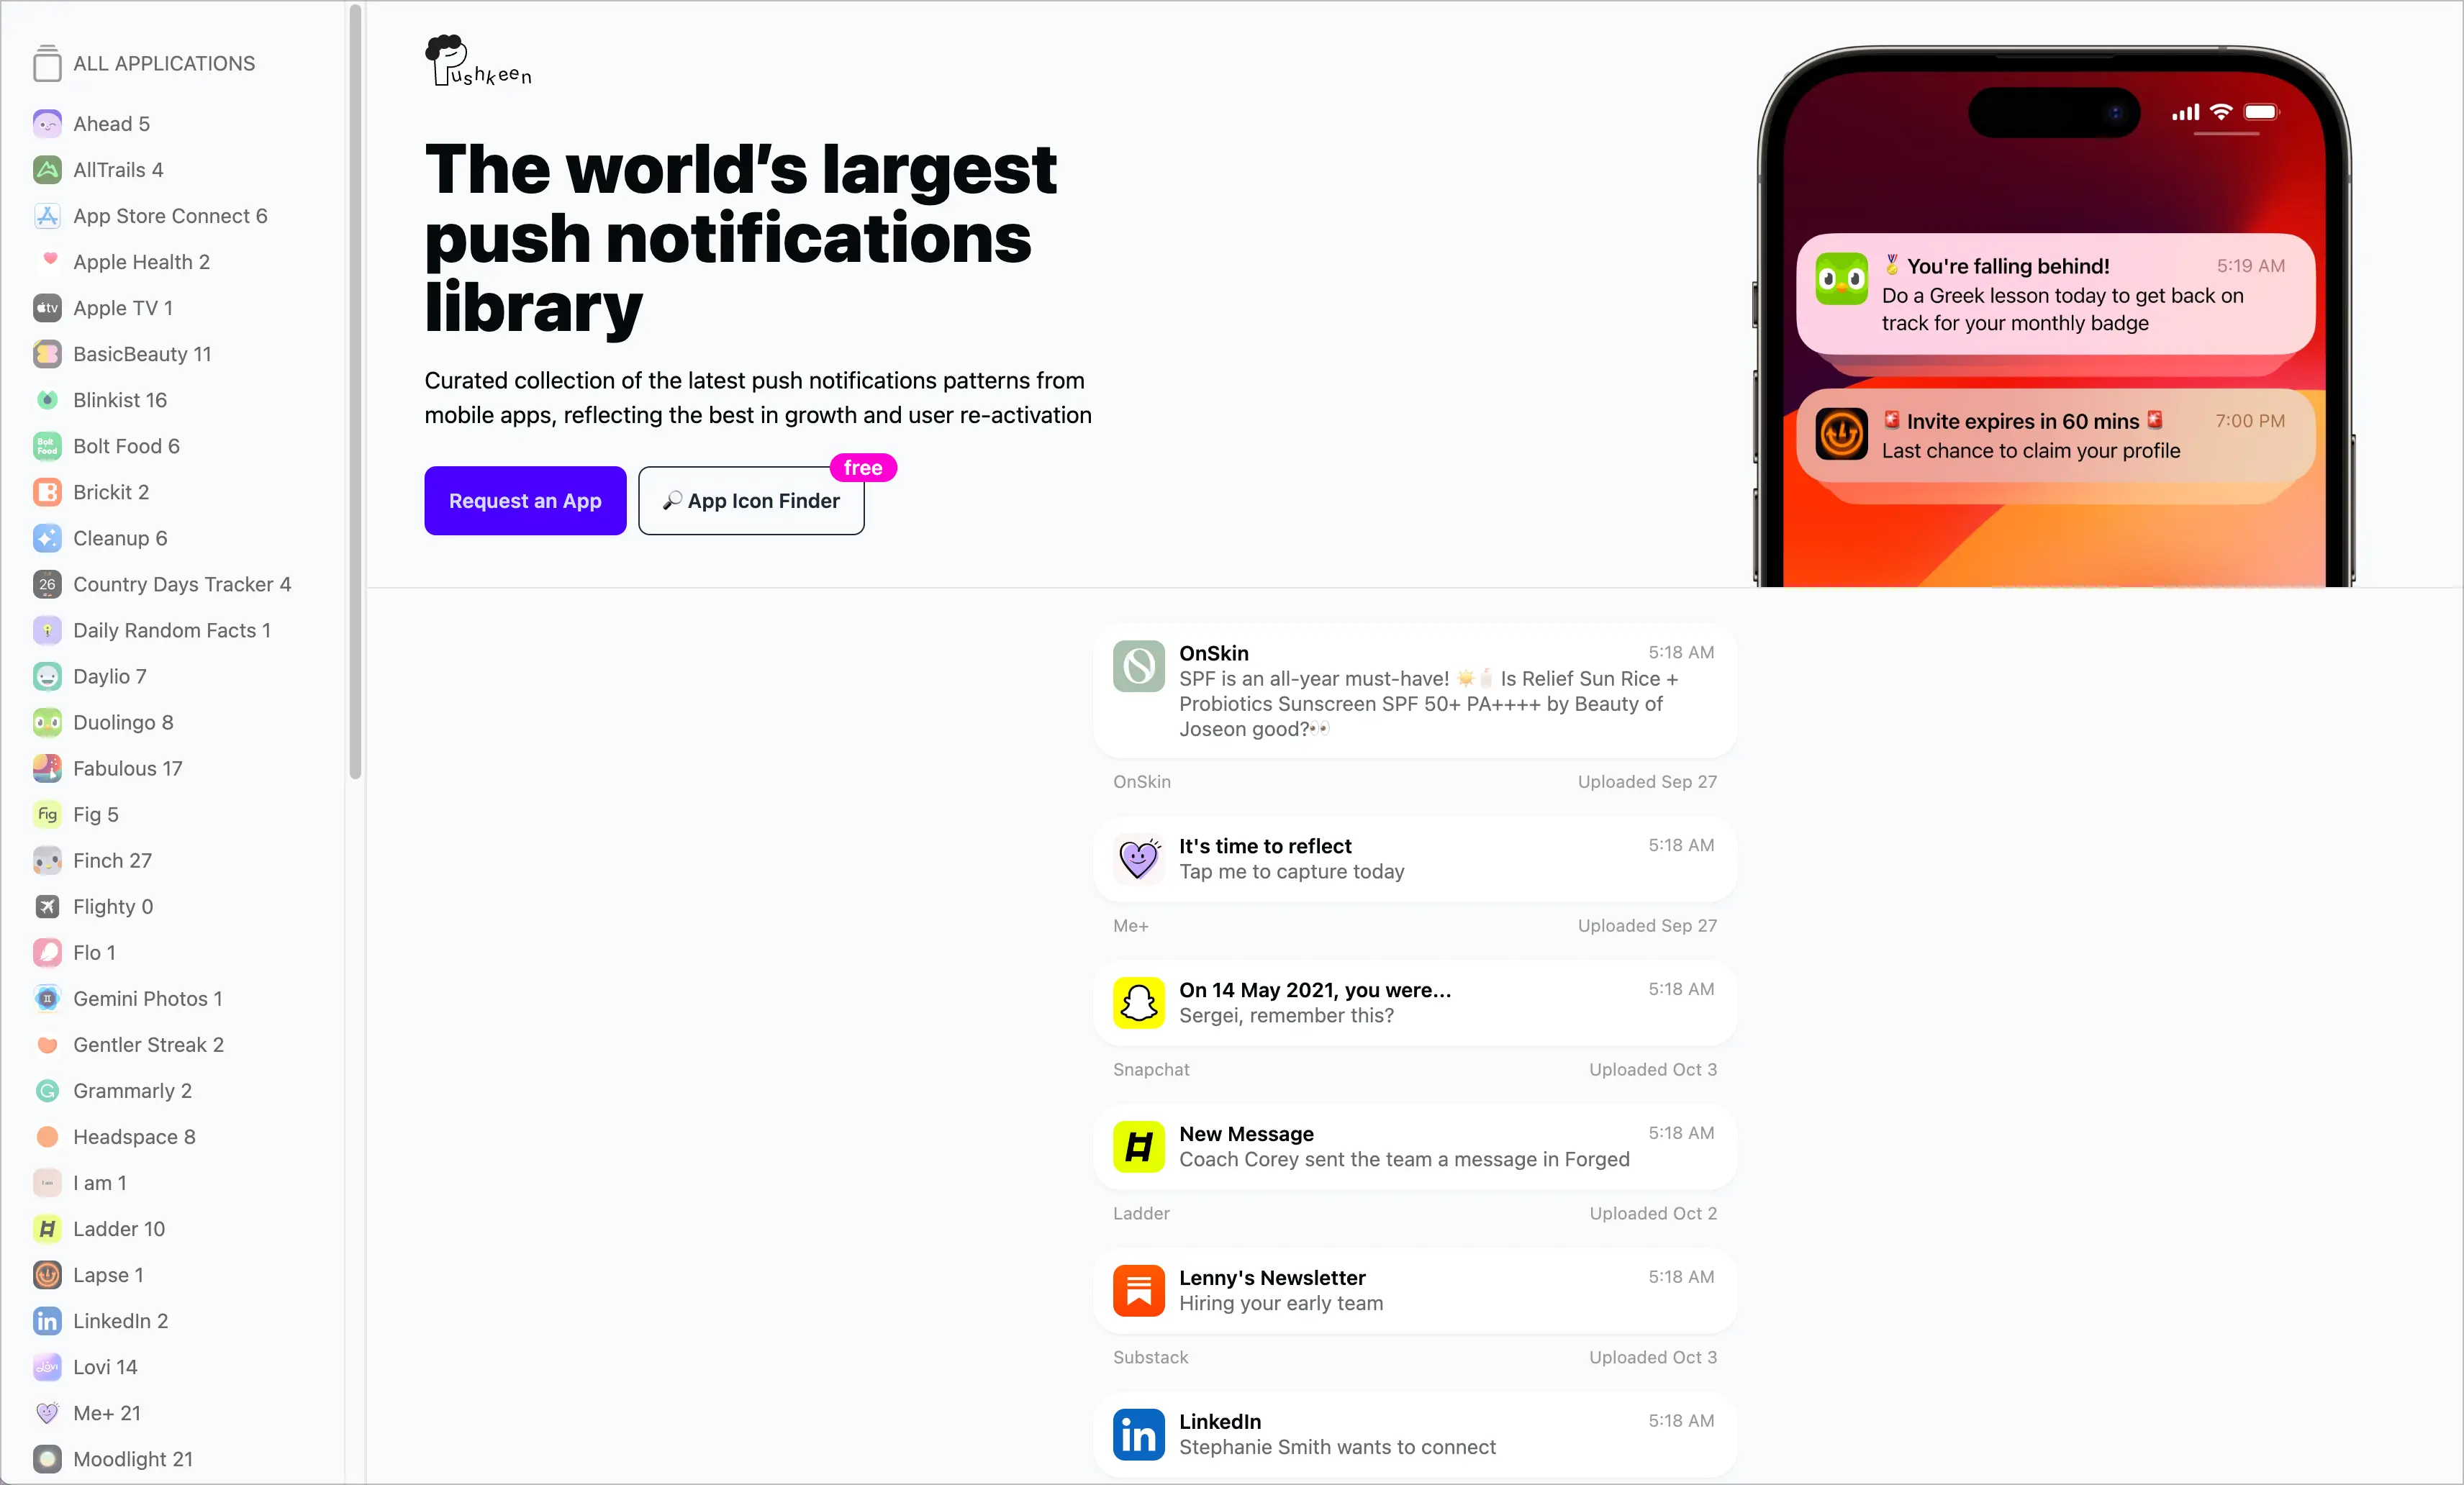 ALL APPLICATIONS
Ahead 5
AllTrails 4
App Store Connect 6
Apple Health 2
tv
Apple TV 1
BasicBeauty 11
Blinkist 16
Bolt
Food
Bolt Food 6
Brickit 2
Cleanup 6
26
Country Days Tracker 4
Daily Random Facts 1
Daylio 7
Duolingo 8
Fabulous 17
Fig
Fig 5
Finch 27
Flighty 0
Flo 1
Gemini Photos 1
Gentler Streak 2
Grammarly 2
Headspace 8
I am
I am 1
Ladder 10
Lapse 1
in
LinkedIn 2
Lovi
Lovi 14
Me+ 21
Moodlight 21
Pushkeen
The world’s largest
push notifications
library
Curated collection of the latest push notifications patterns from
mobile apps, reflecting the best in growth and user re-activation
Request an App
🔎 App Icon Finder
free
🏅 You're falling behind!
5:19 AM
Do a Greek lesson today to get back on
track for your monthly badge
🚨 Invite expires in 60 mins 🚨
7:00 PM
Last chance to claim your profile
OnSkin
5:18 AM
SPF is an all-year must-have! ☀️🧴 Is Relief Sun Rice +
Probiotics Sunscreen SPF 50+ PA++++ by Beauty of
Joseon good?👀
OnSkin
Uploaded Sep 27
It's time to reflect
5:18 AM
Tap me to capture today
Me+
Uploaded Sep 27
On 14 May 2021, you were...
5:18 AM
Sergei, remember this?
Snapchat
Uploaded Oct 3
New Message
5:18 AM
Coach Corey sent the team a message in Forged
Ladder
Uploaded Oct 2
Lenny's Newsletter
5:18 AM
Hiring your early team
Substack
Uploaded Oct 3
in
LinkedIn
5:18 AM
Stephanie Smith wants to connect